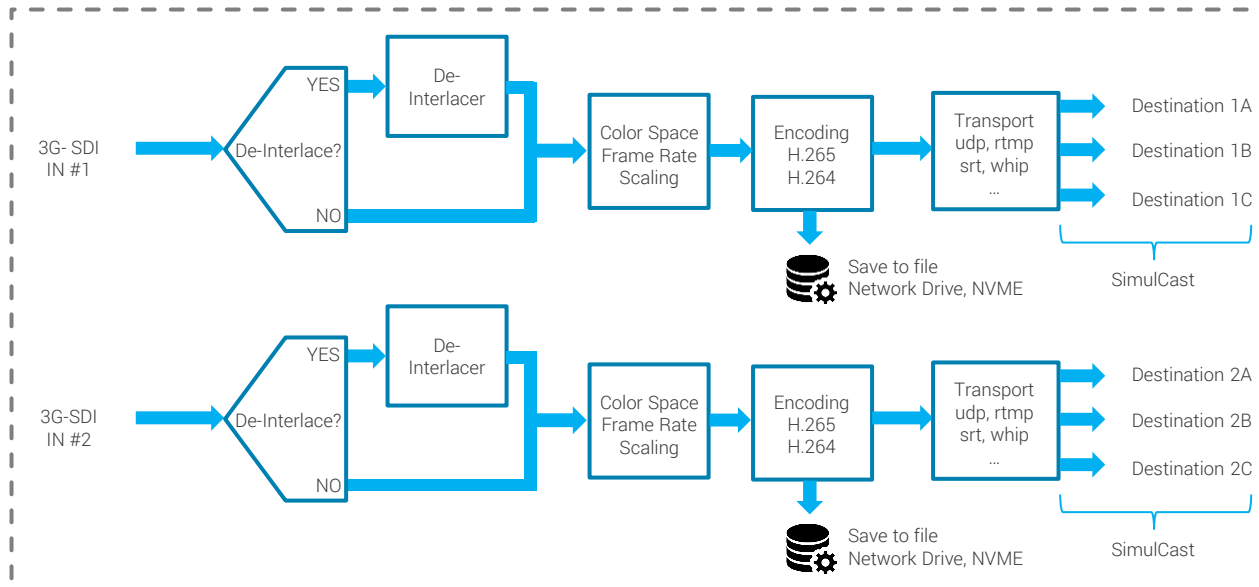 3G- SDI
IN #1
De-Interlace?
YES
NO
De-
Interlacer
Color Space
Frame Rate
Scaling
Encoding
H.265
H.264
Save to file
Network Drive, NVME
Transport
udp, rtmp
srt, whip
...
Destination 1A
Destination 1B
Destination 1C
SimulCast
3G-SDI
IN #2
De-Interlace?
YES
NO
De-
Interlacer
Color Space
Frame Rate
Scaling
Encoding
H.265
H.264
Save to file
Network Drive, NVME
Transport
udp, rtmp
srt, whip
...
Destination 2A
Destination 2B
Destination 2C
SimulCast